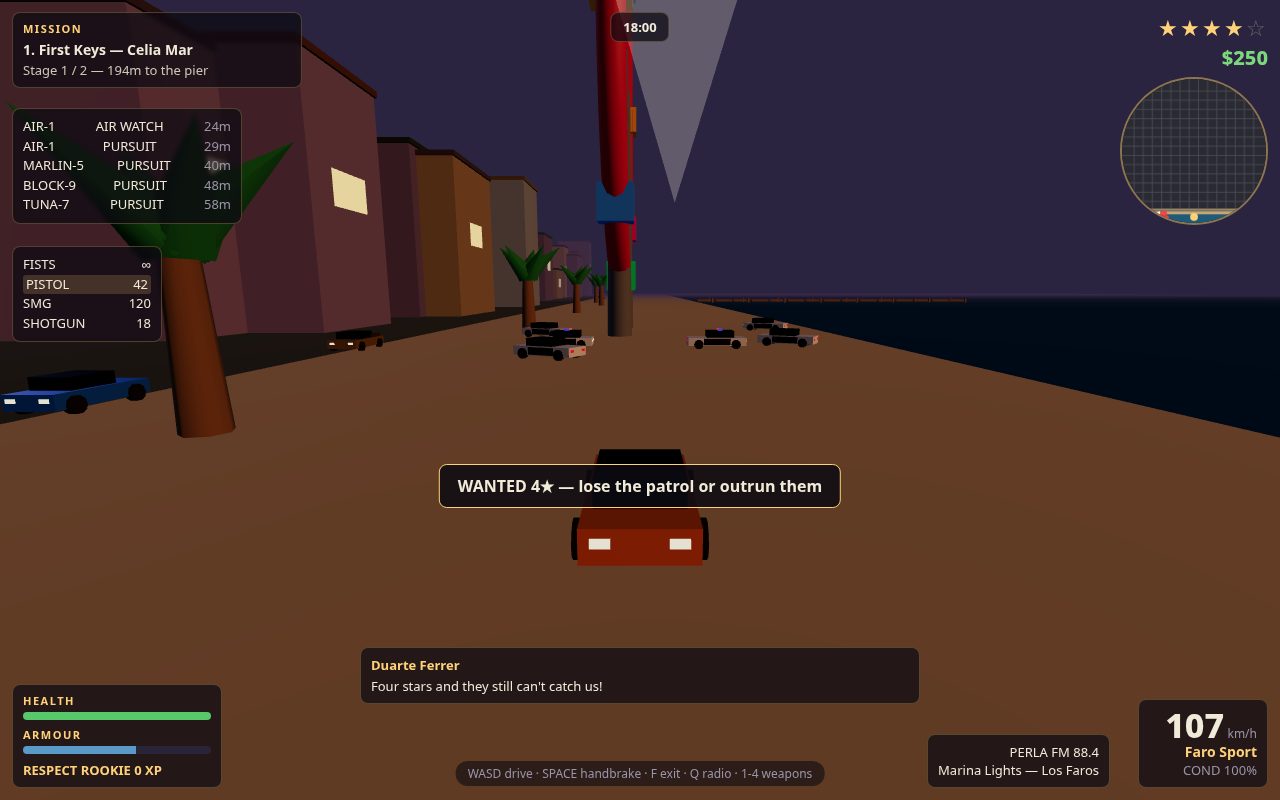 MISSION
1. First Keys — Celia Mar
Stage 1 / 2 — 194m to the pier
18:00
★★★★☆
$250
AIR-1 AIR WATCH 24m
AIR-1 PURSUIT 29m
MARLIN-5 PURSUIT 40m
BLOCK-9 PURSUIT 48m
TUNA-7 PURSUIT 58m
FISTS ∞
PISTOL 42
SMG 120
SHOTGUN 18
WANTED 4★ — lose the patrol or outrun them
Duarte Ferrer
Four stars and they still can't catch us!
HEALTH
ARMOUR
RESPECT ROOKIE 0 XP
WASD drive · SPACE handbrake · F exit · Q radio · 1-4 weapons
PERLA FM 88.4
Marina Lights — Los Faros
107 km/h
Faro Sport
COND 100%